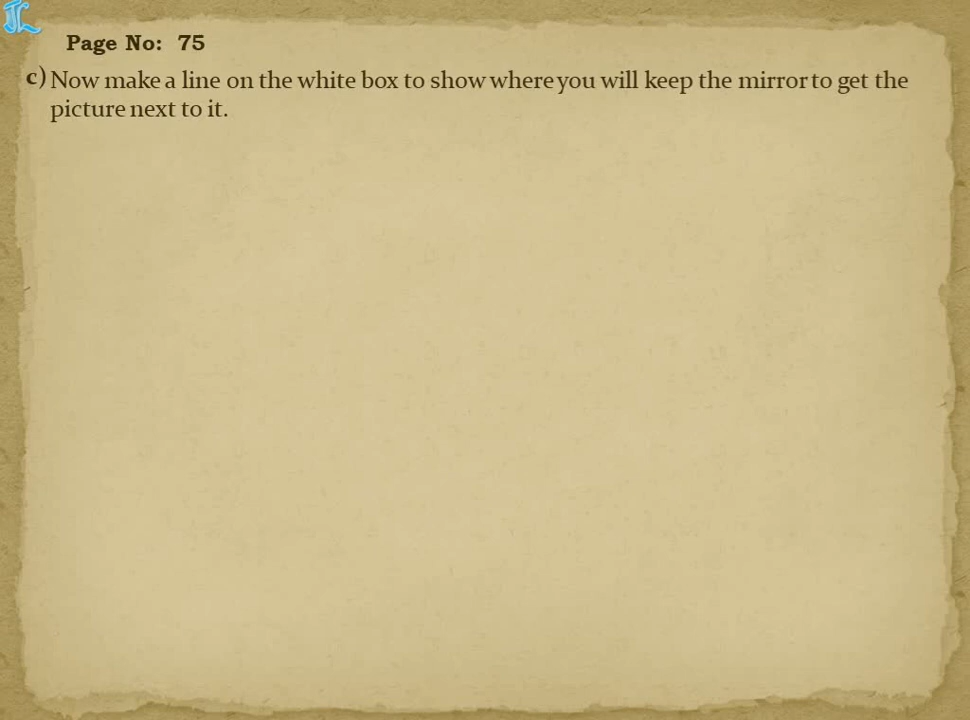 JL
Page No: 75
c) Now make a line on the white box to show where you will keep the mirror to get the
picture next to it.